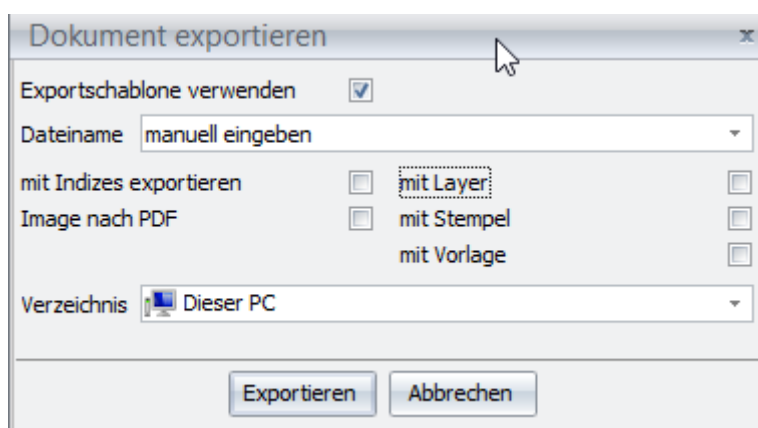 Dokument exportieren
Exportschablone verwenden
Dateiname manuell eingeben
mit Indizes exportieren mit Layer
Image nach PDF mit Stempel
mit Vorlage
Verzeichnis Dieser PC
Exportieren Abbrechen